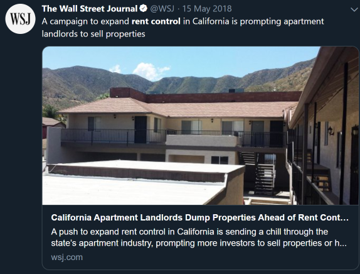 WSJ
The Wall Street Journal @WSJ · 15 May 2018
A campaign to expand rent control in California is prompting apartment
landlords to sell properties
California Apartment Landlords Dump Properties Ahead of Rent Cont...
A push to expand rent control in California is sending a chill through the
state's apartment industry, prompting more investors to sell properties or h...
wsj.com